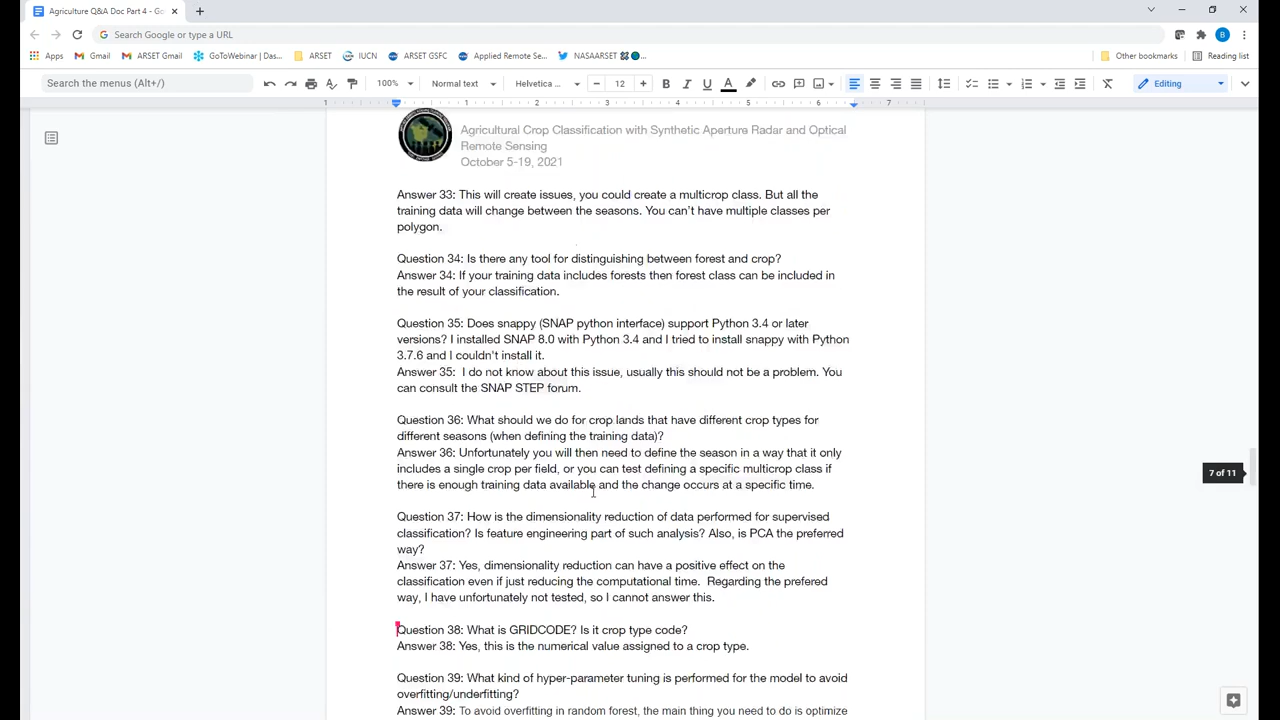 Agriculture Q&A Doc Part 4 - Go
Search Google or type a URL
Apps
Gmail
ARSET Gmail
GoToWebinar | Das...
ARSET
IUCN
ARSET GSFC
Applied Remote Se...
NASAARSET
Other bookmarks
Reading list
Search the menus (Alt+/)
100%
Normal text
Helvetica ...
12
Editing
1 1 2 3 4 5 6 7
Agricultural Crop Classification with Synthetic Aperture Radar and Optical
Remote Sensing
October 5-19, 2021
Answer 33: This will create issues, you could create a multicrop class. But all the
training data will change between the seasons. You can't have multiple classes per
polygon.
Question 34: Is there any tool for distinguishing between forest and crop?
Answer 34: If your training data includes forests then forest class can be included in
the result of your classification.
Question 35: Does snappy (SNAP python interface) support Python 3.4 or later
versions? I installed SNAP 8.0 with Python 3.4 and I tried to install snappy with Python
3.7.6 and I couldn't install it.
Answer 35:  I do not know about this issue, usually this should not be a problem. You
can consult the SNAP STEP forum.
Question 36: What should we do for crop lands that have different crop types for
different seasons (when defining the training data)?
Answer 36: Unfortunately you will then need to define the season in a way that it only
includes a single crop per field, or you can test defining a specific multicrop class if
there is enough training data available and the change occurs at a specific time.
7 of 11
Question 37: How is the dimensionality reduction of data performed for supervised
classification? Is feature engineering part of such analysis? Also, is PCA the preferred
way?
Answer 37: Yes, dimensionality reduction can have a positive effect on the
classification even if just reducing the computational time.  Regarding the prefered
way, I have unfortunately not tested, so I cannot answer this.
Question 38: What is GRIDCODE? Is it crop type code?
Answer 38: Yes, this is the numerical value assigned to a crop type.
Question 39: What kind of hyper-parameter tuning is performed for the model to avoid
overfitting/underfitting?
Answer 39: To avoid overfitting in random forest, the main thing you need to do is optimize